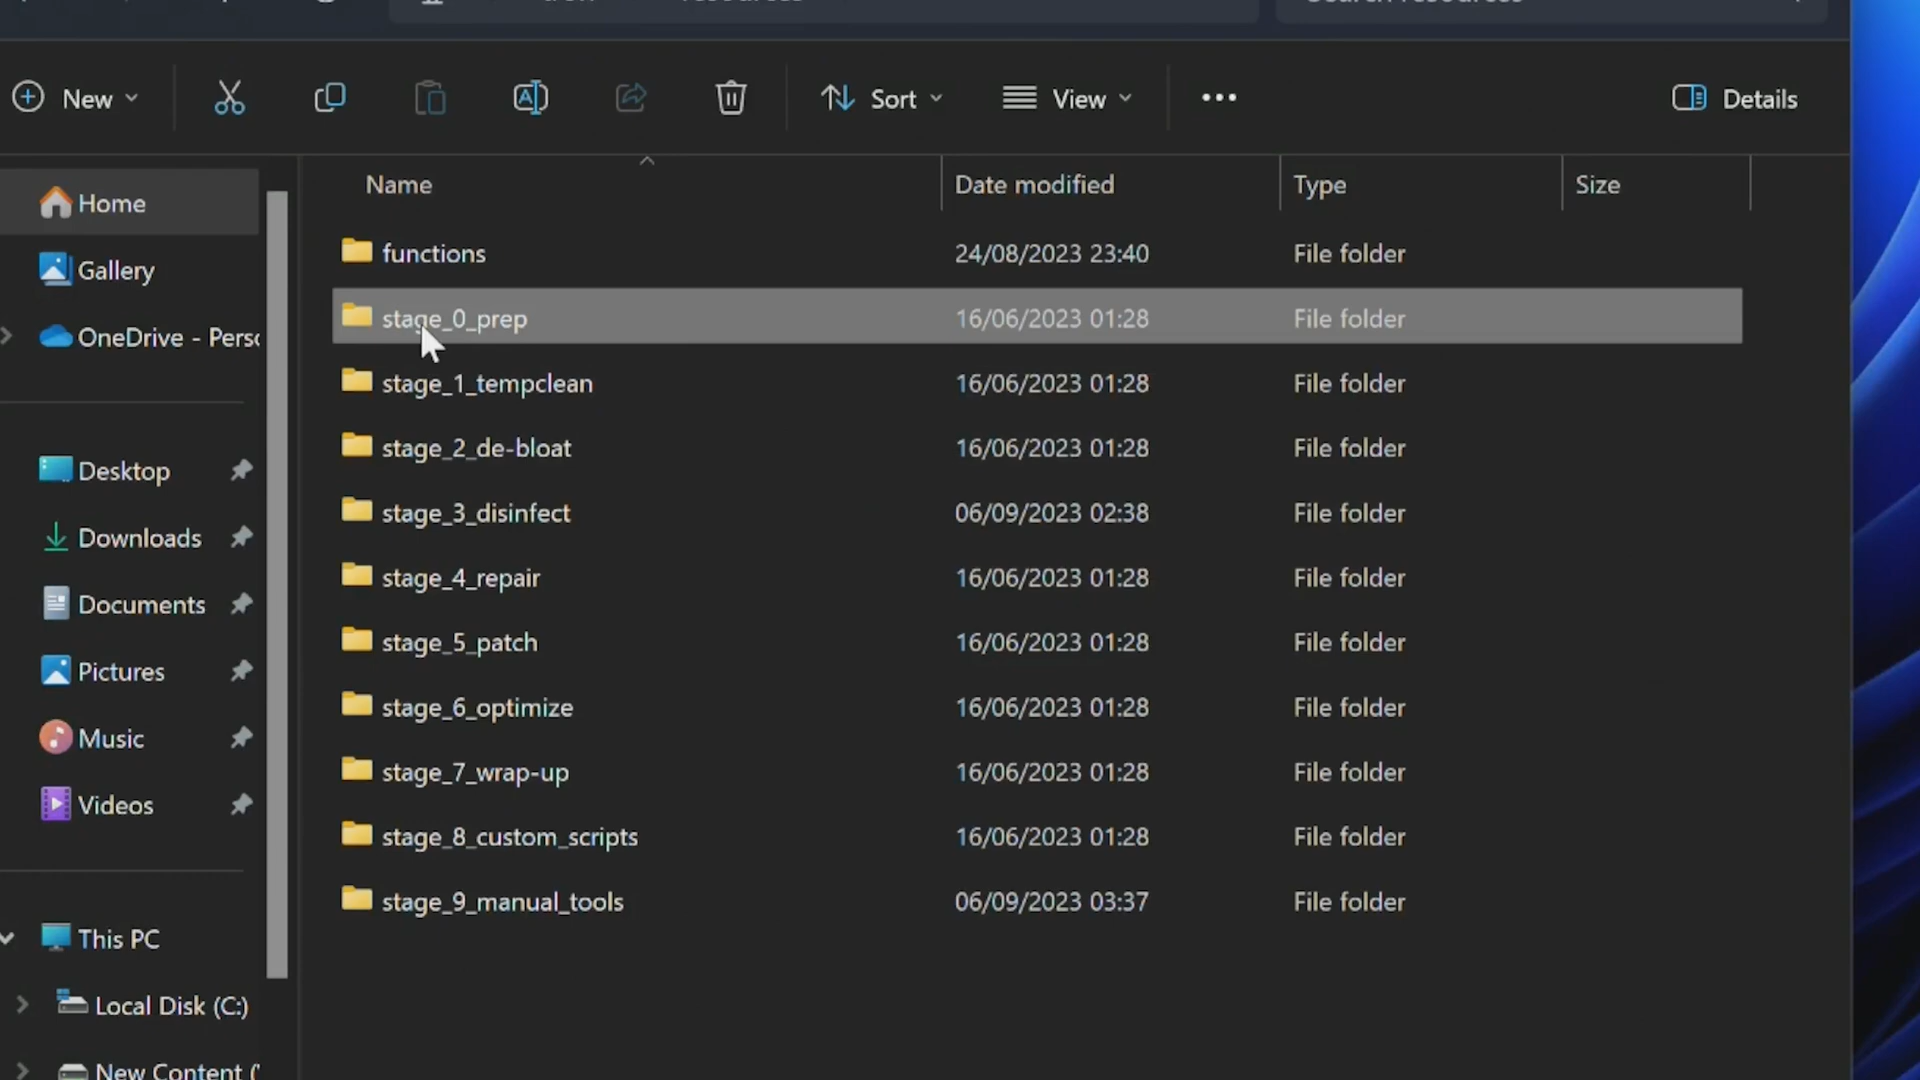 New
Sort
View
Details
Name
Date modified
Type
Size
Home
Gallery
OneDrive - Perso
Desktop
Downloads
Documents
Pictures
Music
Videos
This PC
Local Disk (C:)
New Content (
functions 24/08/2023 23:40 File folder
stage_0_prep 16/06/2023 01:28 File folder
stage_1_tempclean 16/06/2023 01:28 File folder
stage_2_de-bloat 16/06/2023 01:28 File folder
stage_3_disinfect 06/09/2023 02:38 File folder
stage_4_repair 16/06/2023 01:28 File folder
stage_5_patch 16/06/2023 01:28 File folder
stage_6_optimize 16/06/2023 01:28 File folder
stage_7_wrap-up 16/06/2023 01:28 File folder
stage_8_custom_scripts 16/06/2023 01:28 File folder
stage_9_manual_tools 06/09/2023 03:37 File folder